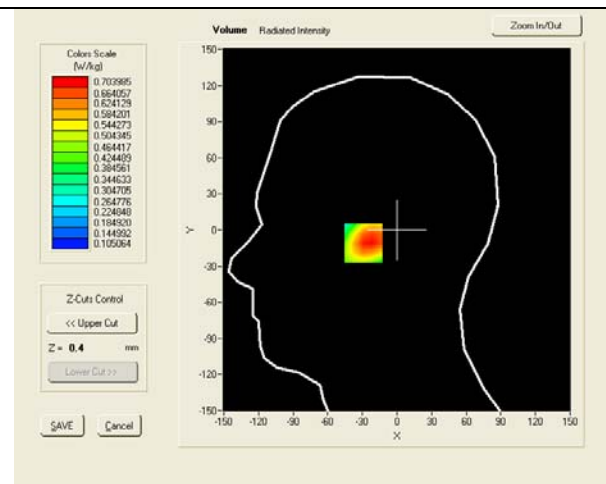 Volume Radiated Intensity
Zoom In/Out
Colors Scale
(W/kg)
0.703985
0.664057
0.624129
0.584201
0.544273
0.504345
0.464417
0.424489
0.384561
0.344633
0.304705
0.264776
0.224848
0.184920
0.144992
0.105064
Z-Cuts Control
<< Upper Cut
Z = 0.4 mm
Lower Cut >>
SAVE Cancel
150
120
90
60
30
0
-30
-60
-90
-120
-150
Y
-150 -120 -90 -60 -30 0 30 60 90 120 150
X